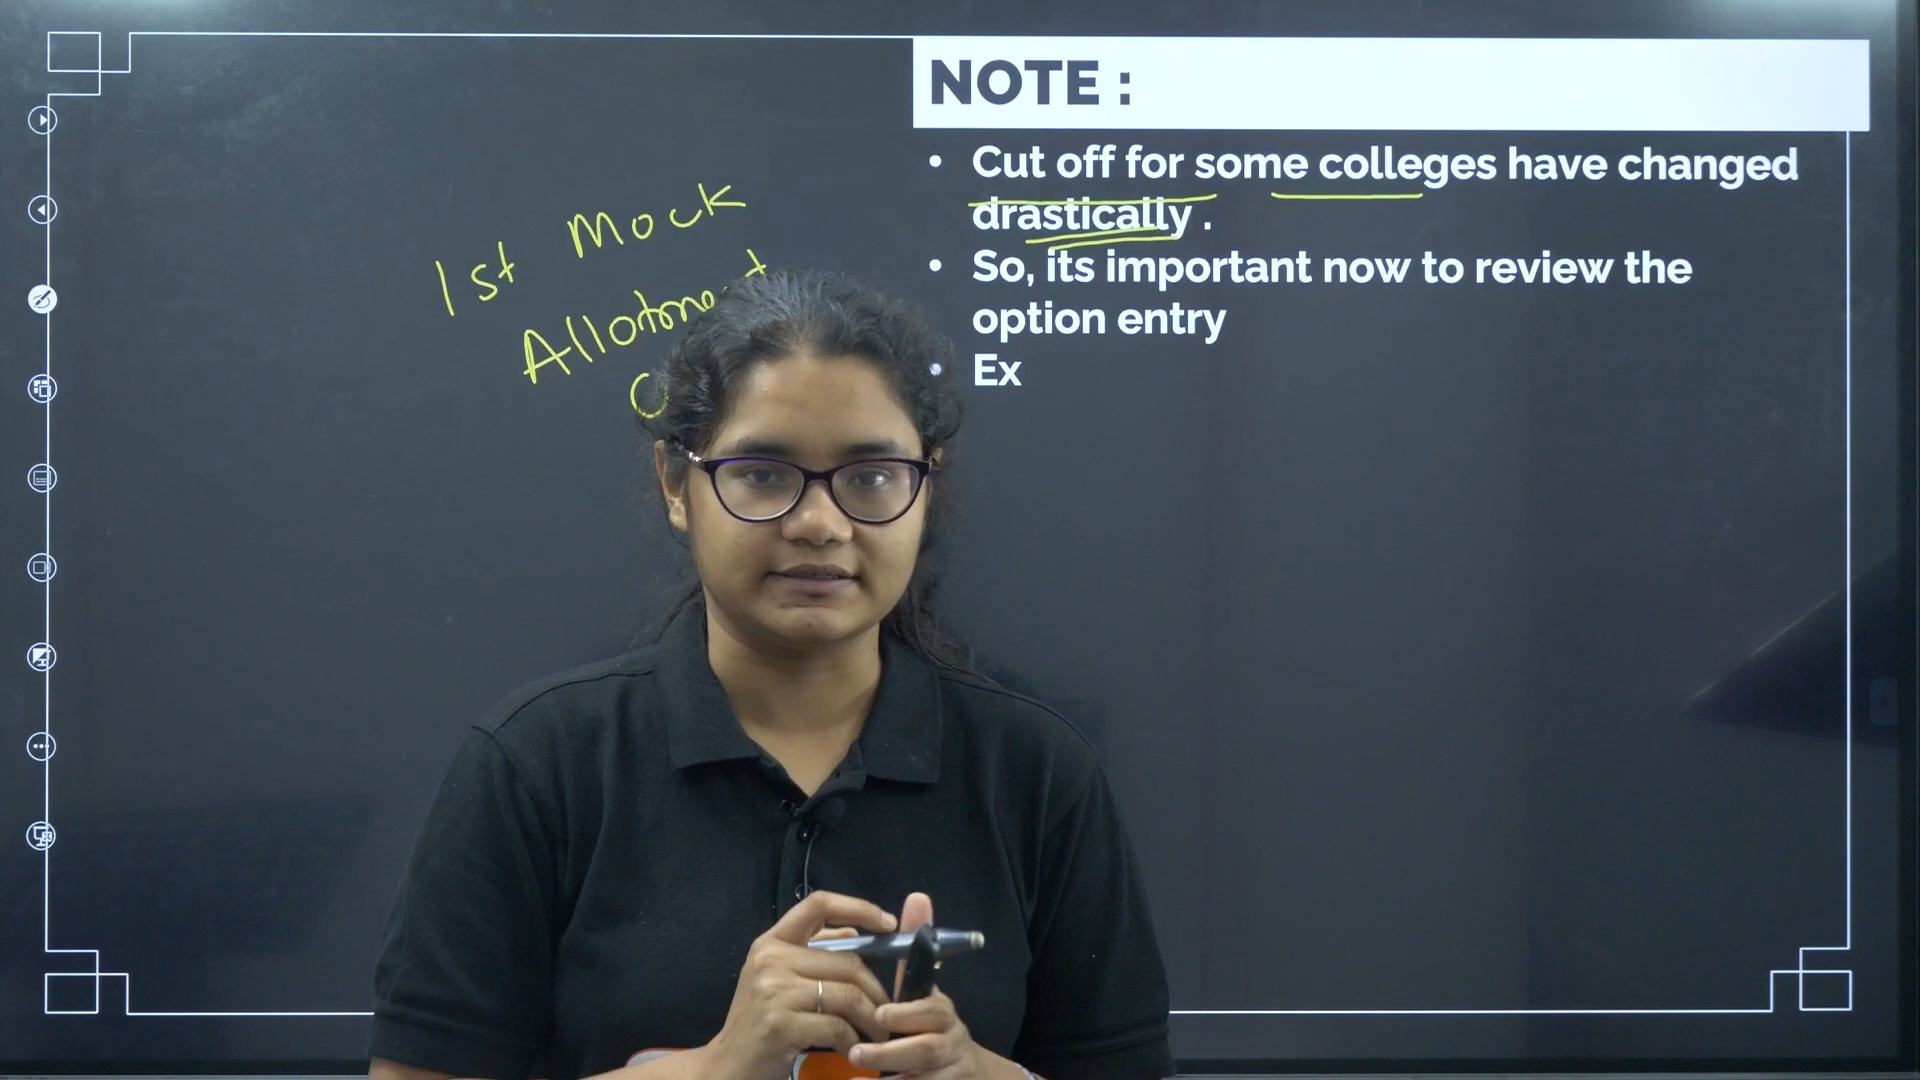 NOTE :
• Cut off for some colleges have changed
drastically .
• So, its important now to review the
option entry
• Ex
1st Mock